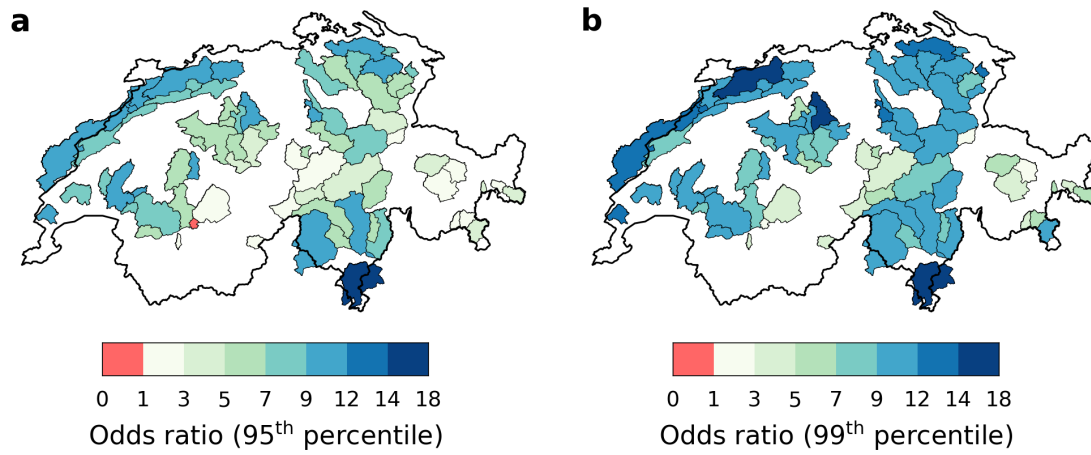 a
b
0 1 3 5 7 9 12 14 18
Odds ratio (95th percentile)
0 1 3 5 7 9 12 14 18
Odds ratio (99th percentile)